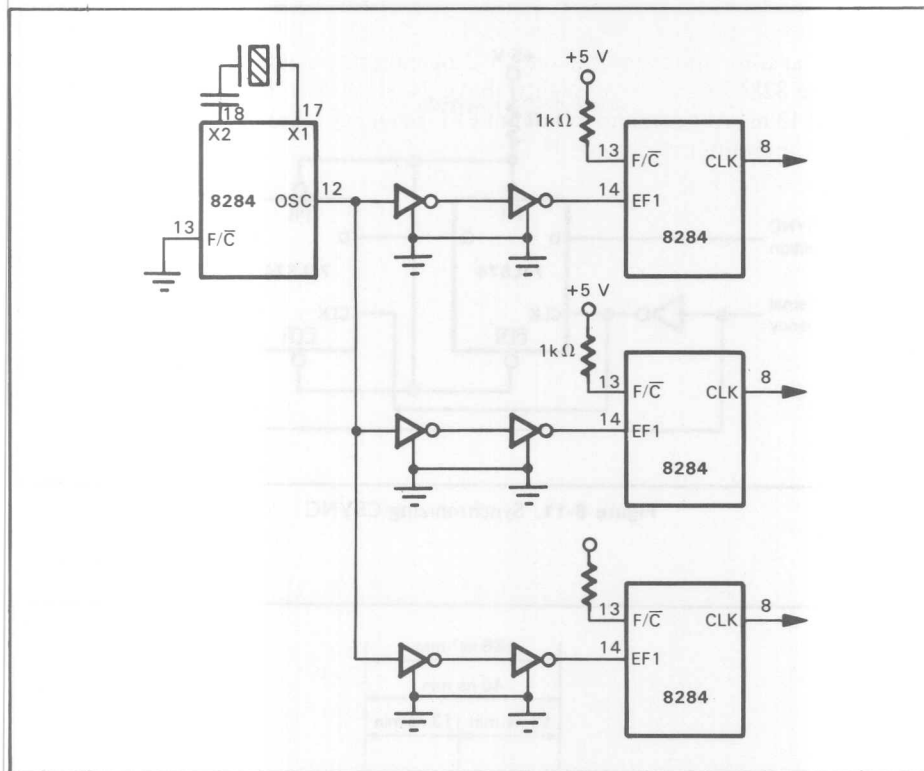 18
17
X2
X1
8284
OSC
12
13
F/C̅
+5 V
1kΩ
13
F/C̅
CLK
8
14
EF1
8284
+5 V
1kΩ
13
F/C̅
CLK
8
14
EF1
8284
13
F/C̅
CLK
8
14
EF1
8284